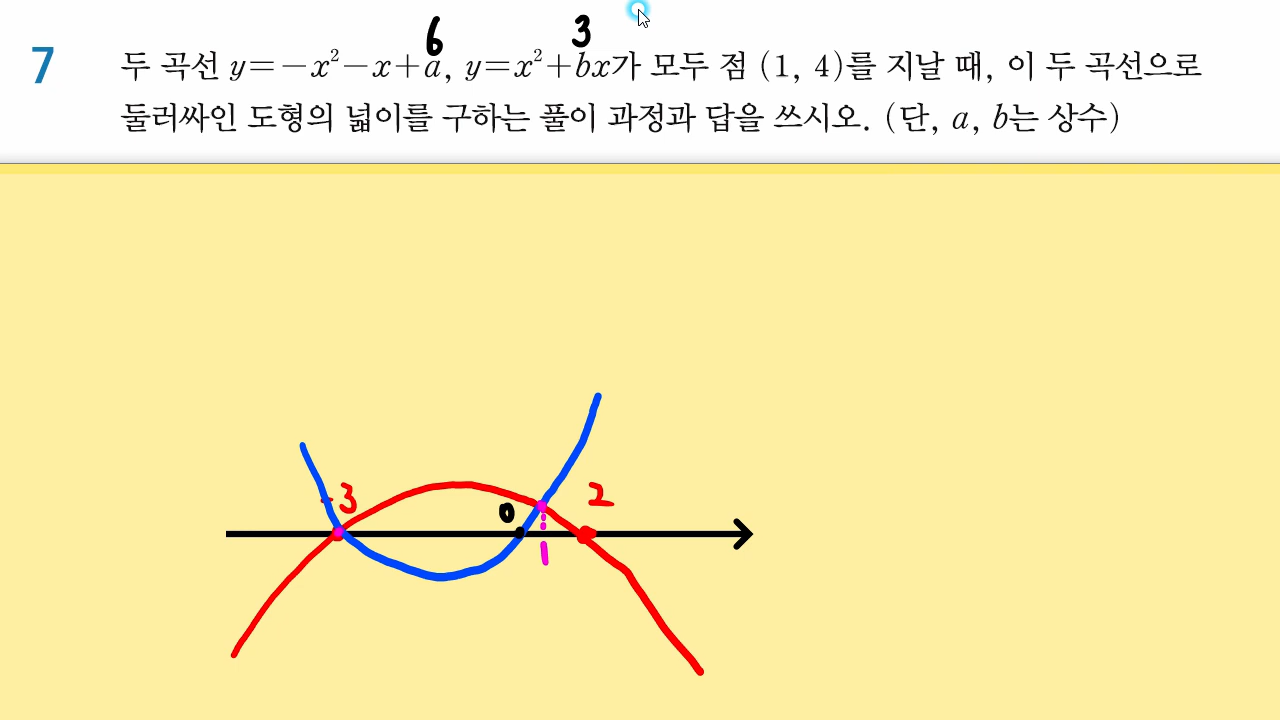 6 3
7 두 곡선 y=−x²−x+a, y=x²+bx가 모두 점 (1, 4)를 지날 때, 이 두 곡선으로
둘러싸인 도형의 넓이를 구하는 풀이 과정과 답을 쓰시오. (단, a, b는 상수)
-3 0 2
1